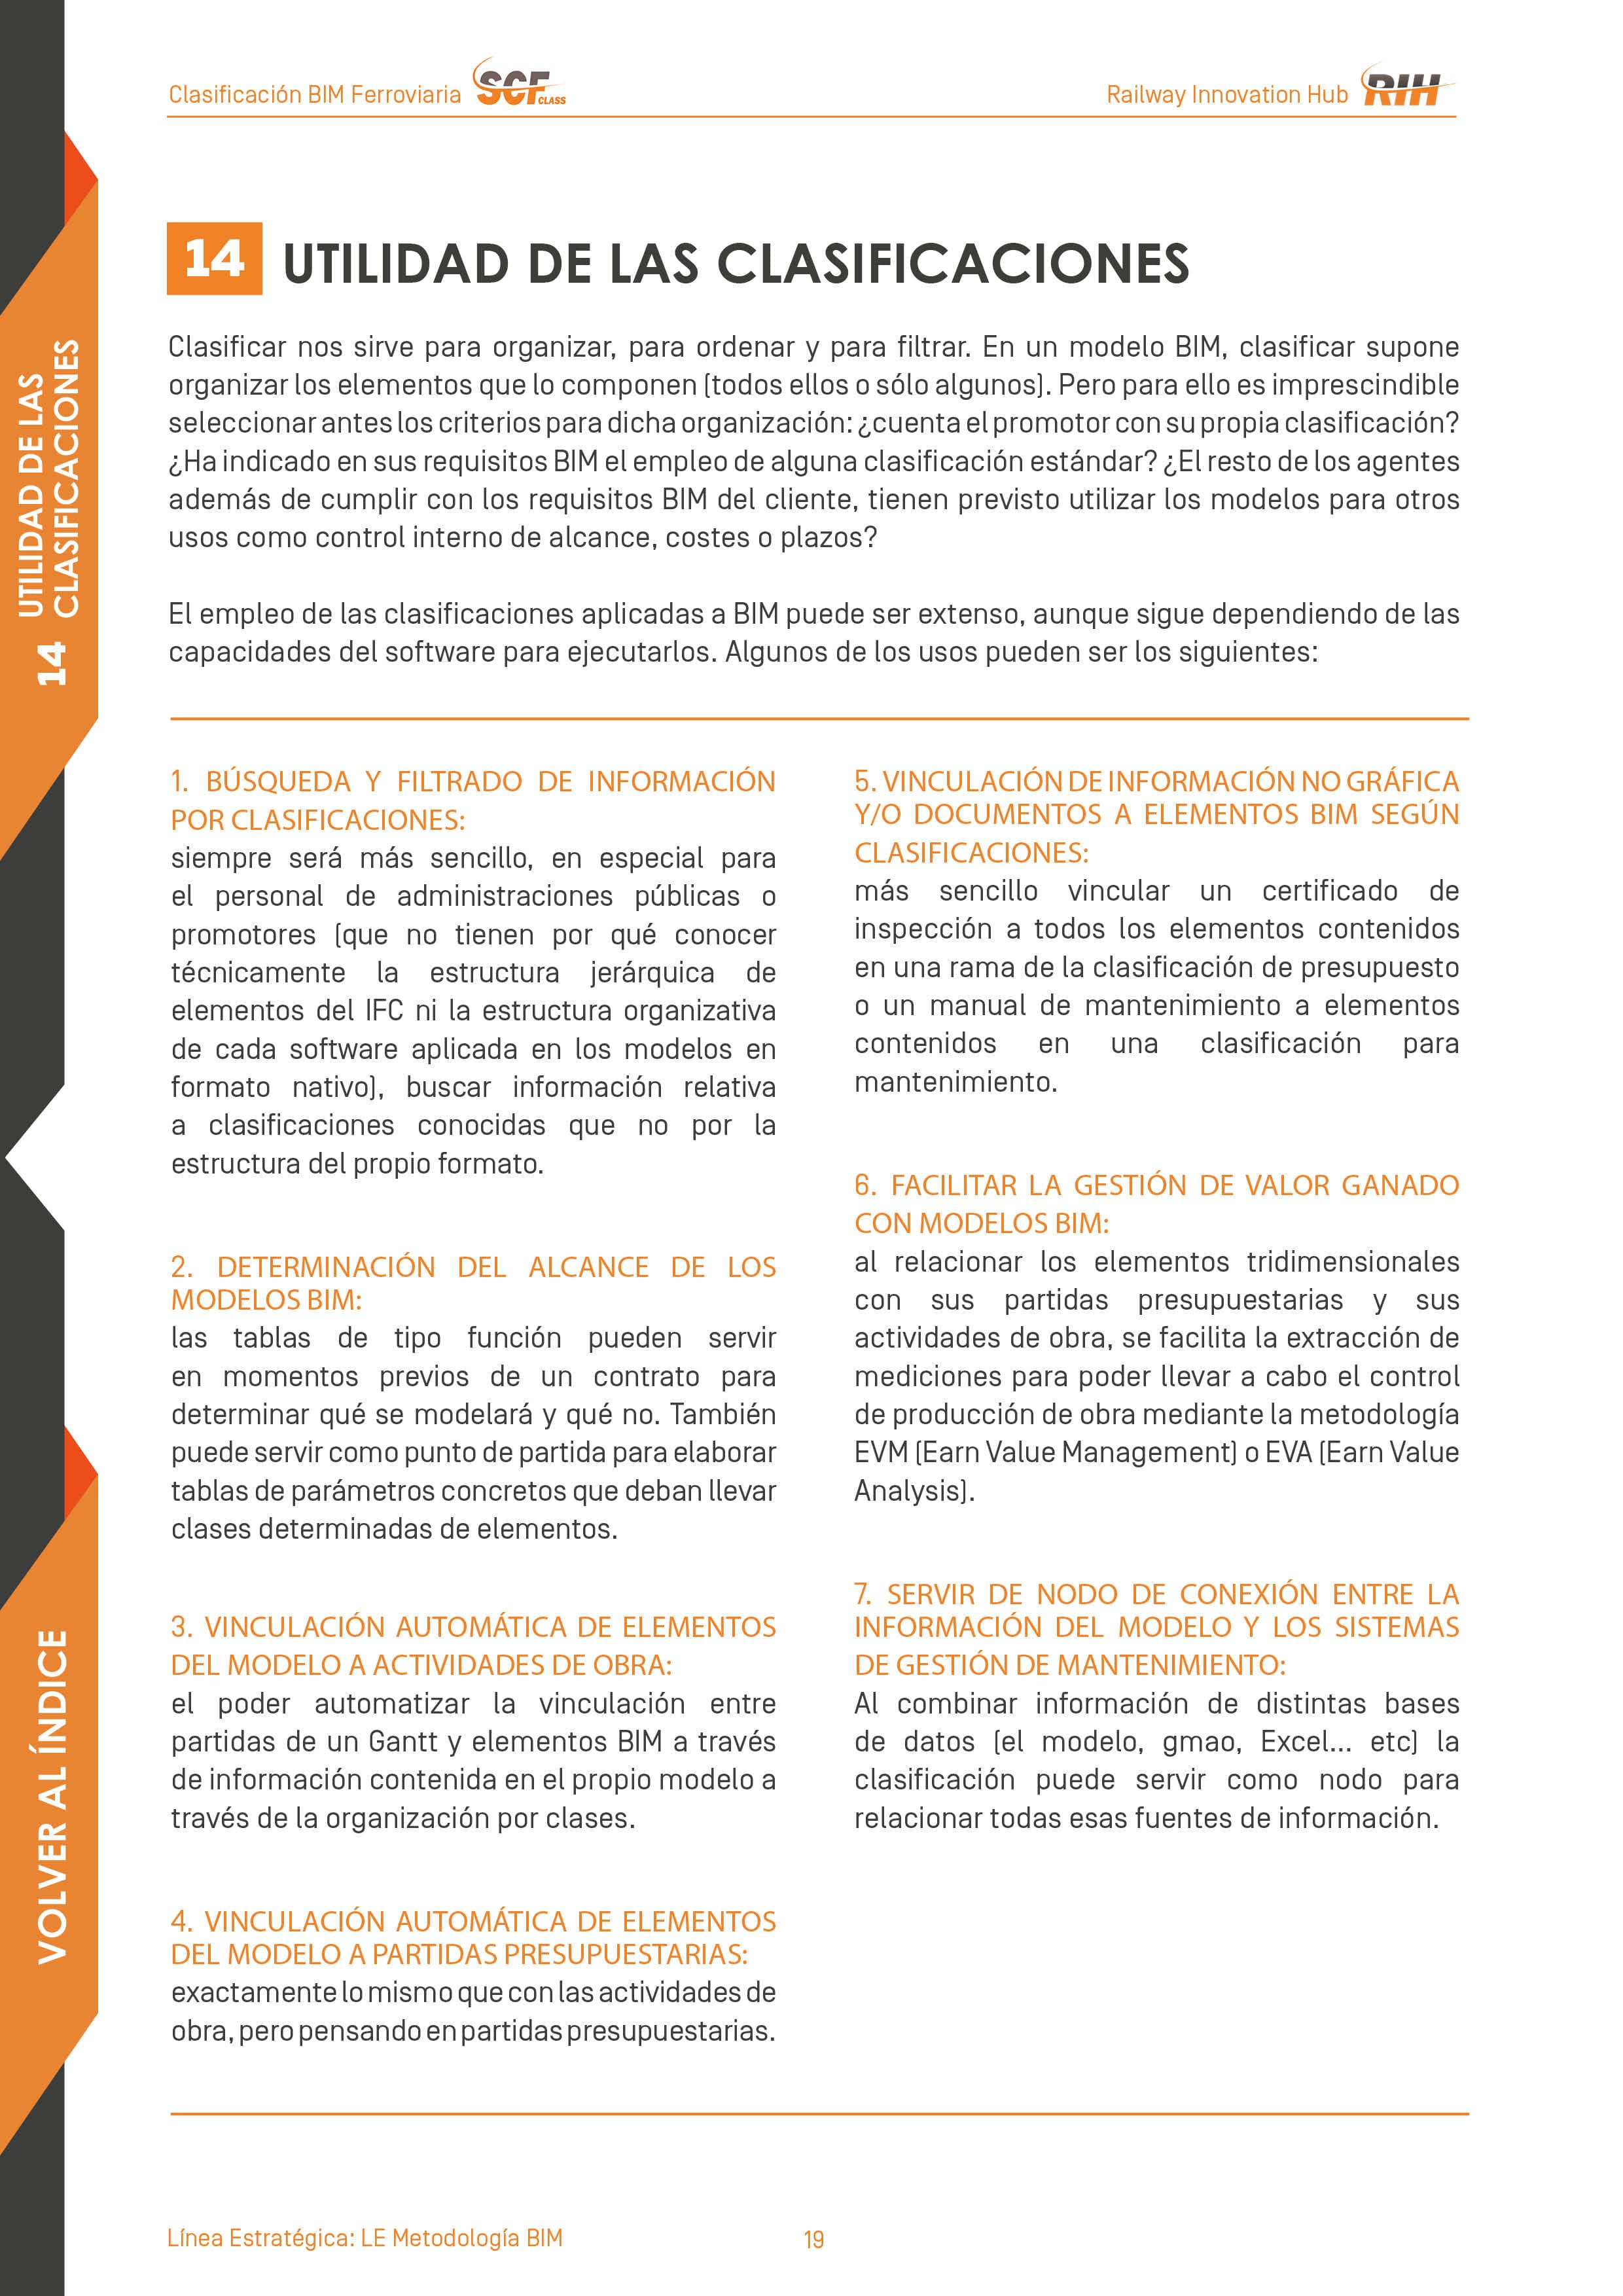 Clasificación BIM Ferroviaria SCF CLASS
Railway Innovation Hub RIH
14 UTILIDAD DE LAS CLASIFICACIONES
Clasificar nos sirve para organizar, para ordenar y para filtrar. En un modelo BIM, clasificar supone
organizar los elementos que lo componen (todos ellos o sólo algunos). Pero para ello es imprescindible
seleccionar antes los criterios para dicha organización: ¿cuenta el promotor con su propia clasificación?
¿Ha indicado en sus requisitos BIM el empleo de alguna clasificación estándar? ¿El resto de los agentes
además de cumplir con los requisitos BIM del cliente, tienen previsto utilizar los modelos para otros
usos como control interno de alcance, costes o plazos?
El empleo de las clasificaciones aplicadas a BIM puede ser extenso, aunque sigue dependiendo de las
capacidades del software para ejecutarlos. Algunos de los usos pueden ser los siguientes:
1. BÚSQUEDA Y FILTRADO DE INFORMACIÓN
POR CLASIFICACIONES:
siempre será más sencillo, en especial para
el personal de administraciones públicas o
promotores (que no tienen por qué conocer
técnicamente la estructura jerárquica de
elementos del IFC ni la estructura organizativa
de cada software aplicada en los modelos en
formato nativo), buscar información relativa
a clasificaciones conocidas que no por la
estructura del propio formato.
2. DETERMINACIÓN DEL ALCANCE DE LOS
MODELOS BIM:
las tablas de tipo función pueden servir
en momentos previos de un contrato para
determinar qué se modelará y qué no. También
puede servir como punto de partida para elaborar
tablas de parámetros concretos que deban llevar
clases determinadas de elementos.
3. VINCULACIÓN AUTOMÁTICA DE ELEMENTOS
DEL MODELO A ACTIVIDADES DE OBRA:
el poder automatizar la vinculación entre
partidas de un Gantt y elementos BIM a través
de información contenida en el propio modelo a
través de la organización por clases.
4. VINCULACIÓN AUTOMÁTICA DE ELEMENTOS
DEL MODELO A PARTIDAS PRESUPUESTARIAS:
exactamente lo mismo que con las actividades de
obra, pero pensando en partidas presupuestarias.
5. VINCULACIÓN DE INFORMACIÓN NO GRÁFICA
Y/O DOCUMENTOS A ELEMENTOS BIM SEGÚN
CLASIFICACIONES:
más sencillo vincular un certificado de
inspección a todos los elementos contenidos
en una rama de la clasificación de presupuesto
o un manual de mantenimiento a elementos
contenidos en una clasificación para
mantenimiento.
6. FACILITAR LA GESTIÓN DE VALOR GANADO
CON MODELOS BIM:
al relacionar los elementos tridimensionales
con sus partidas presupuestarias y sus
actividades de obra, se facilita la extracción de
mediciones para poder llevar a cabo el control
de producción de obra mediante la metodología
EVM (Earn Value Management) o EVA (Earn Value
Analysis).
7. SERVIR DE NODO DE CONEXIÓN ENTRE LA
INFORMACIÓN DEL MODELO Y LOS SISTEMAS
DE GESTIÓN DE MANTENIMIENTO:
Al combinar información de distintas bases
de datos (el modelo, gmao, Excel... etc) la
clasificación puede servir como nodo para
relacionar todas esas fuentes de información.
14 UTILIDAD DE LAS
CLASIFICACIONES
VOLVER AL ÍNDICE
Línea Estratégica: LE Metodología BIM
19